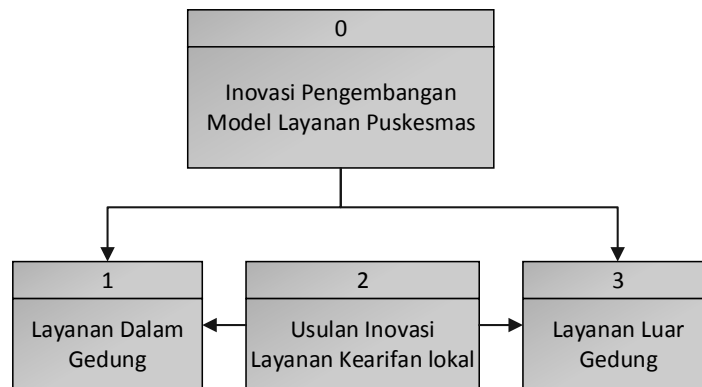 0
Inovasi Pengembangan
Model Layanan Puskesmas
1
Layanan Dalam
Gedung
2
Usulan Inovasi
Layanan Kearifan lokal
3
Layanan Luar
Gedung